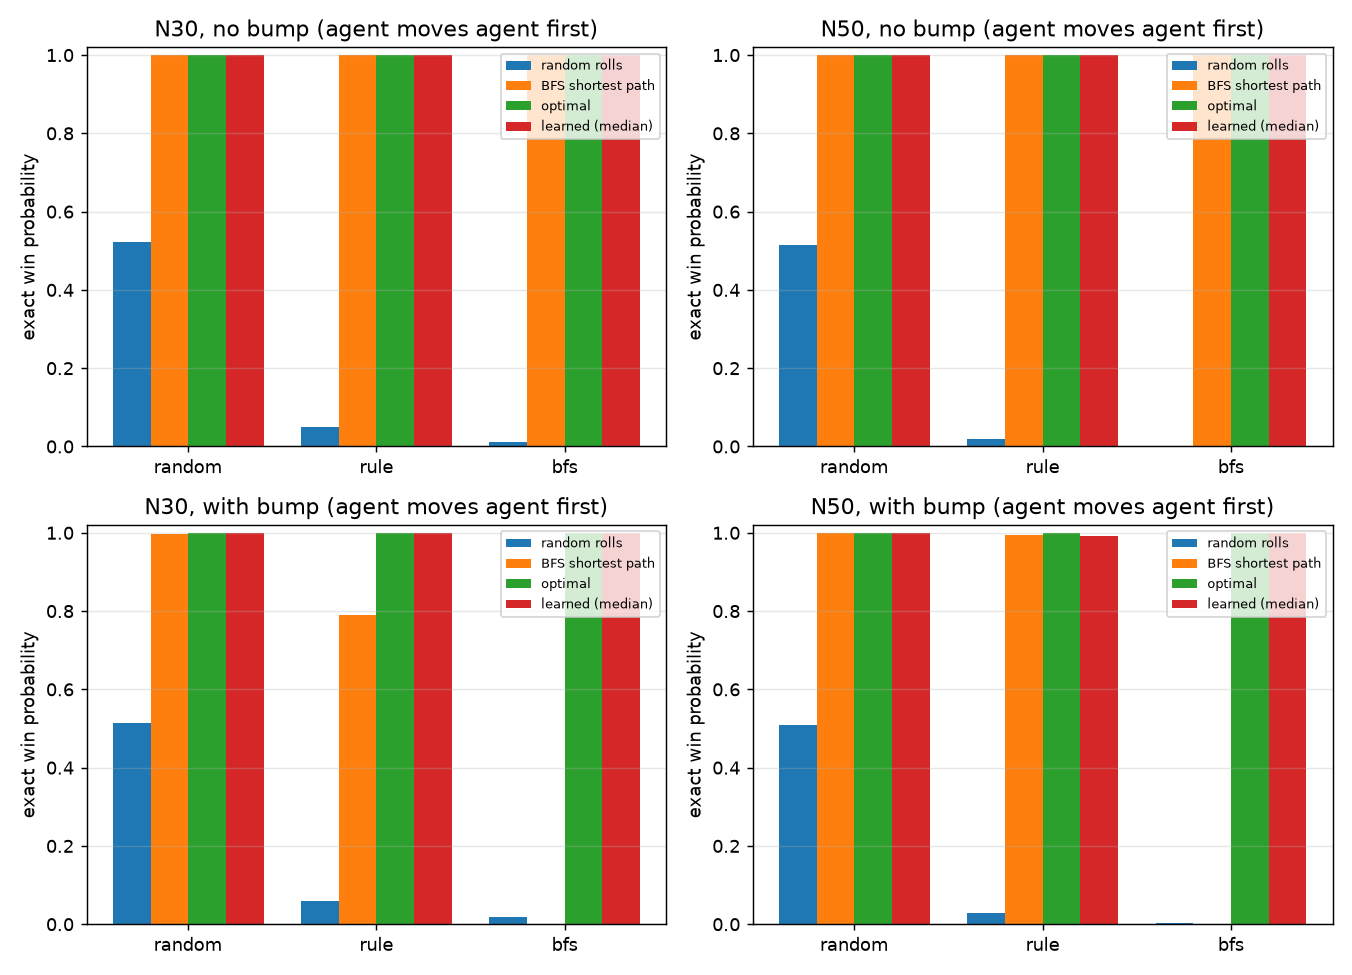 N30, no bump (agent moves agent first)
exact win probability
1.0
0.8
0.6
0.4
0.2
0.0
random rolls
BFS shortest path
optimal
learned (median)
random
rule
bfs
N50, no bump (agent moves agent first)
exact win probability
1.0
0.8
0.6
0.4
0.2
0.0
random rolls
BFS shortest path
optimal
learned (median)
random
rule
bfs
N30, with bump (agent moves agent first)
exact win probability
1.0
0.8
0.6
0.4
0.2
0.0
random rolls
BFS shortest path
optimal
learned (median)
random
rule
bfs
N50, with bump (agent moves agent first)
exact win probability
1.0
0.8
0.6
0.4
0.2
0.0
random rolls
BFS shortest path
optimal
learned (median)
random
rule
bfs